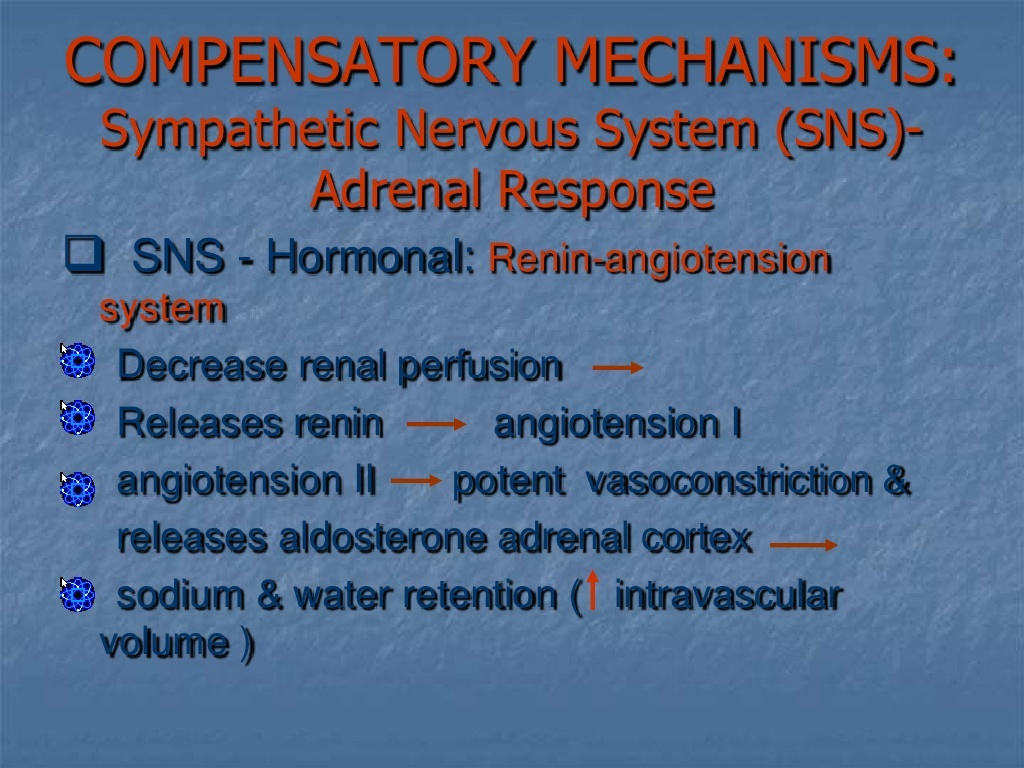 COMPENSATORY MECHANISMS:
Sympathetic Nervous System (SNS)-
Adrenal Response
❑ SNS - Hormonal: Renin-angiotension
system
Decrease renal perfusion →
Releases renin → angiotension I
angiotension II → potent vasoconstriction &
releases aldosterone adrenal cortex →
sodium & water retention (↑ intravascular
volume )